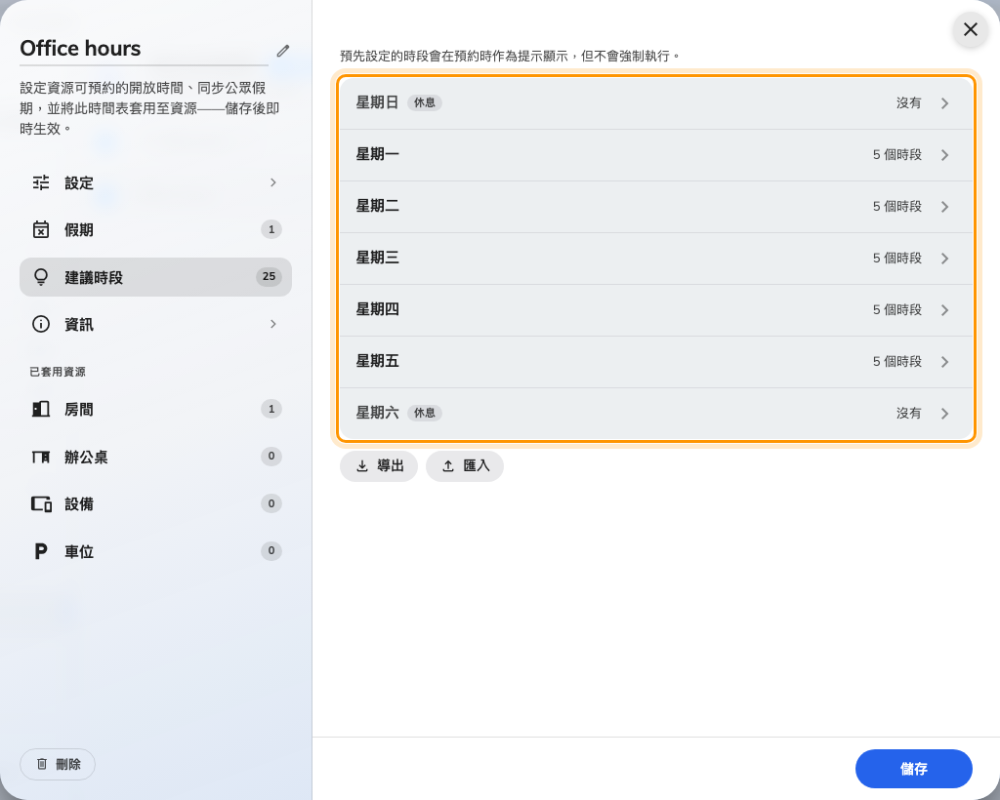 Office hours
設定資源可預約的開放時間、同步公眾假
期，並將此時間表套用至資源——儲存後即
時生效。
設定
假期 1
建議時段 25
資訊
已套用資源
房間 1
辦公桌 0
設備 0
車位 0
刪除
預先設定的時段會在預約時作為提示顯示，但不會強制執行。
星期日 休息 沒有
星期一 5 個時段
星期二 5 個時段
星期三 5 個時段
星期四 5 個時段
星期五 5 個時段
星期六 休息 沒有
導出 匯入
儲存